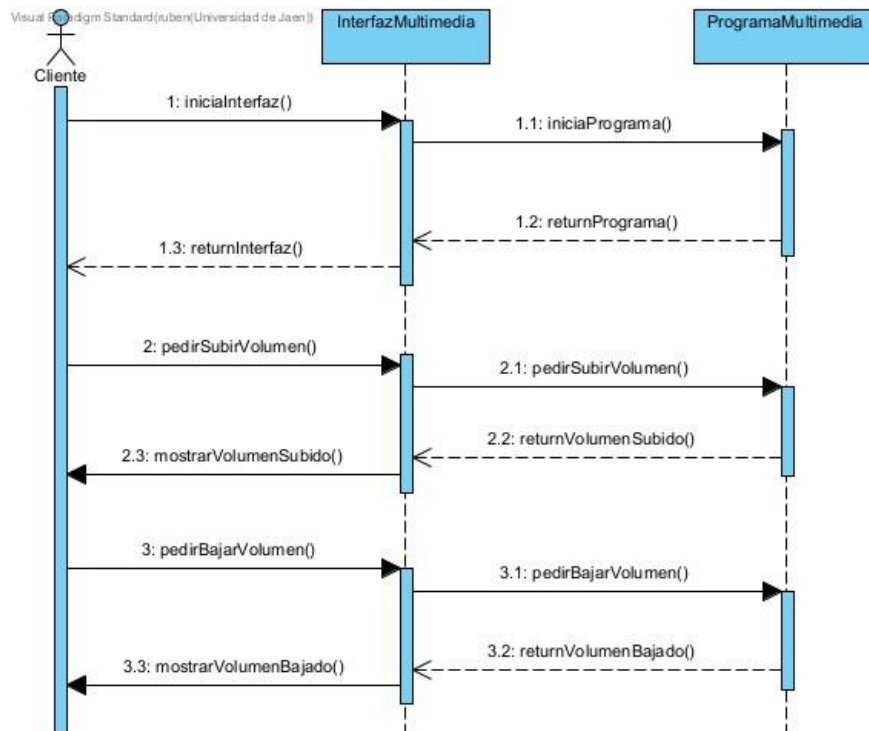 Visual Paradigm Standard(ruben(Universidad de Jaen))
InterfazMultimedia
ProgramaMultimedia
Cliente
1: iniciaInterfaz()
1.1: iniciaPrograma()
1.2: returnPrograma()
1.3: returnInterfaz()
2: pedirSubirVolumen()
2.1: pedirSubirVolumen()
2.2: returnVolumenSubido()
2.3: mostrarVolumenSubido()
3: pedirBajarVolumen()
3.1: pedirBajarVolumen()
3.2: returnVolumenBajado()
3.3: mostrarVolumenBajado()